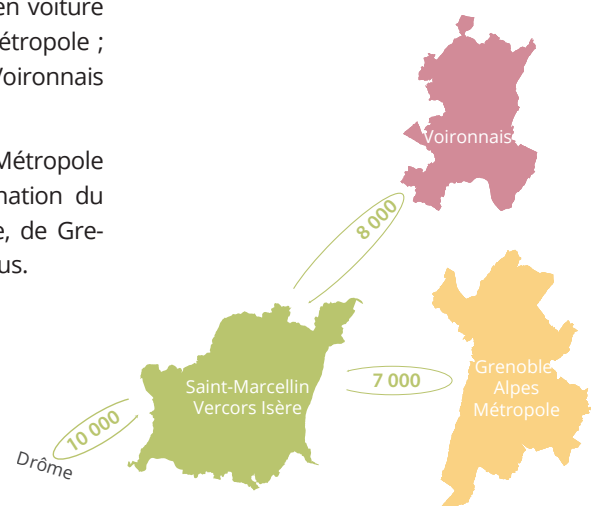 en voiture
étropole ;
Voironnais
Métropole
nation du
e, de Gre-
us.
Voironnais
8 000
Grenoble
Alpes
Métropole
7 000
Saint-Marcellin
Vercors Isère
10 000
Drôme